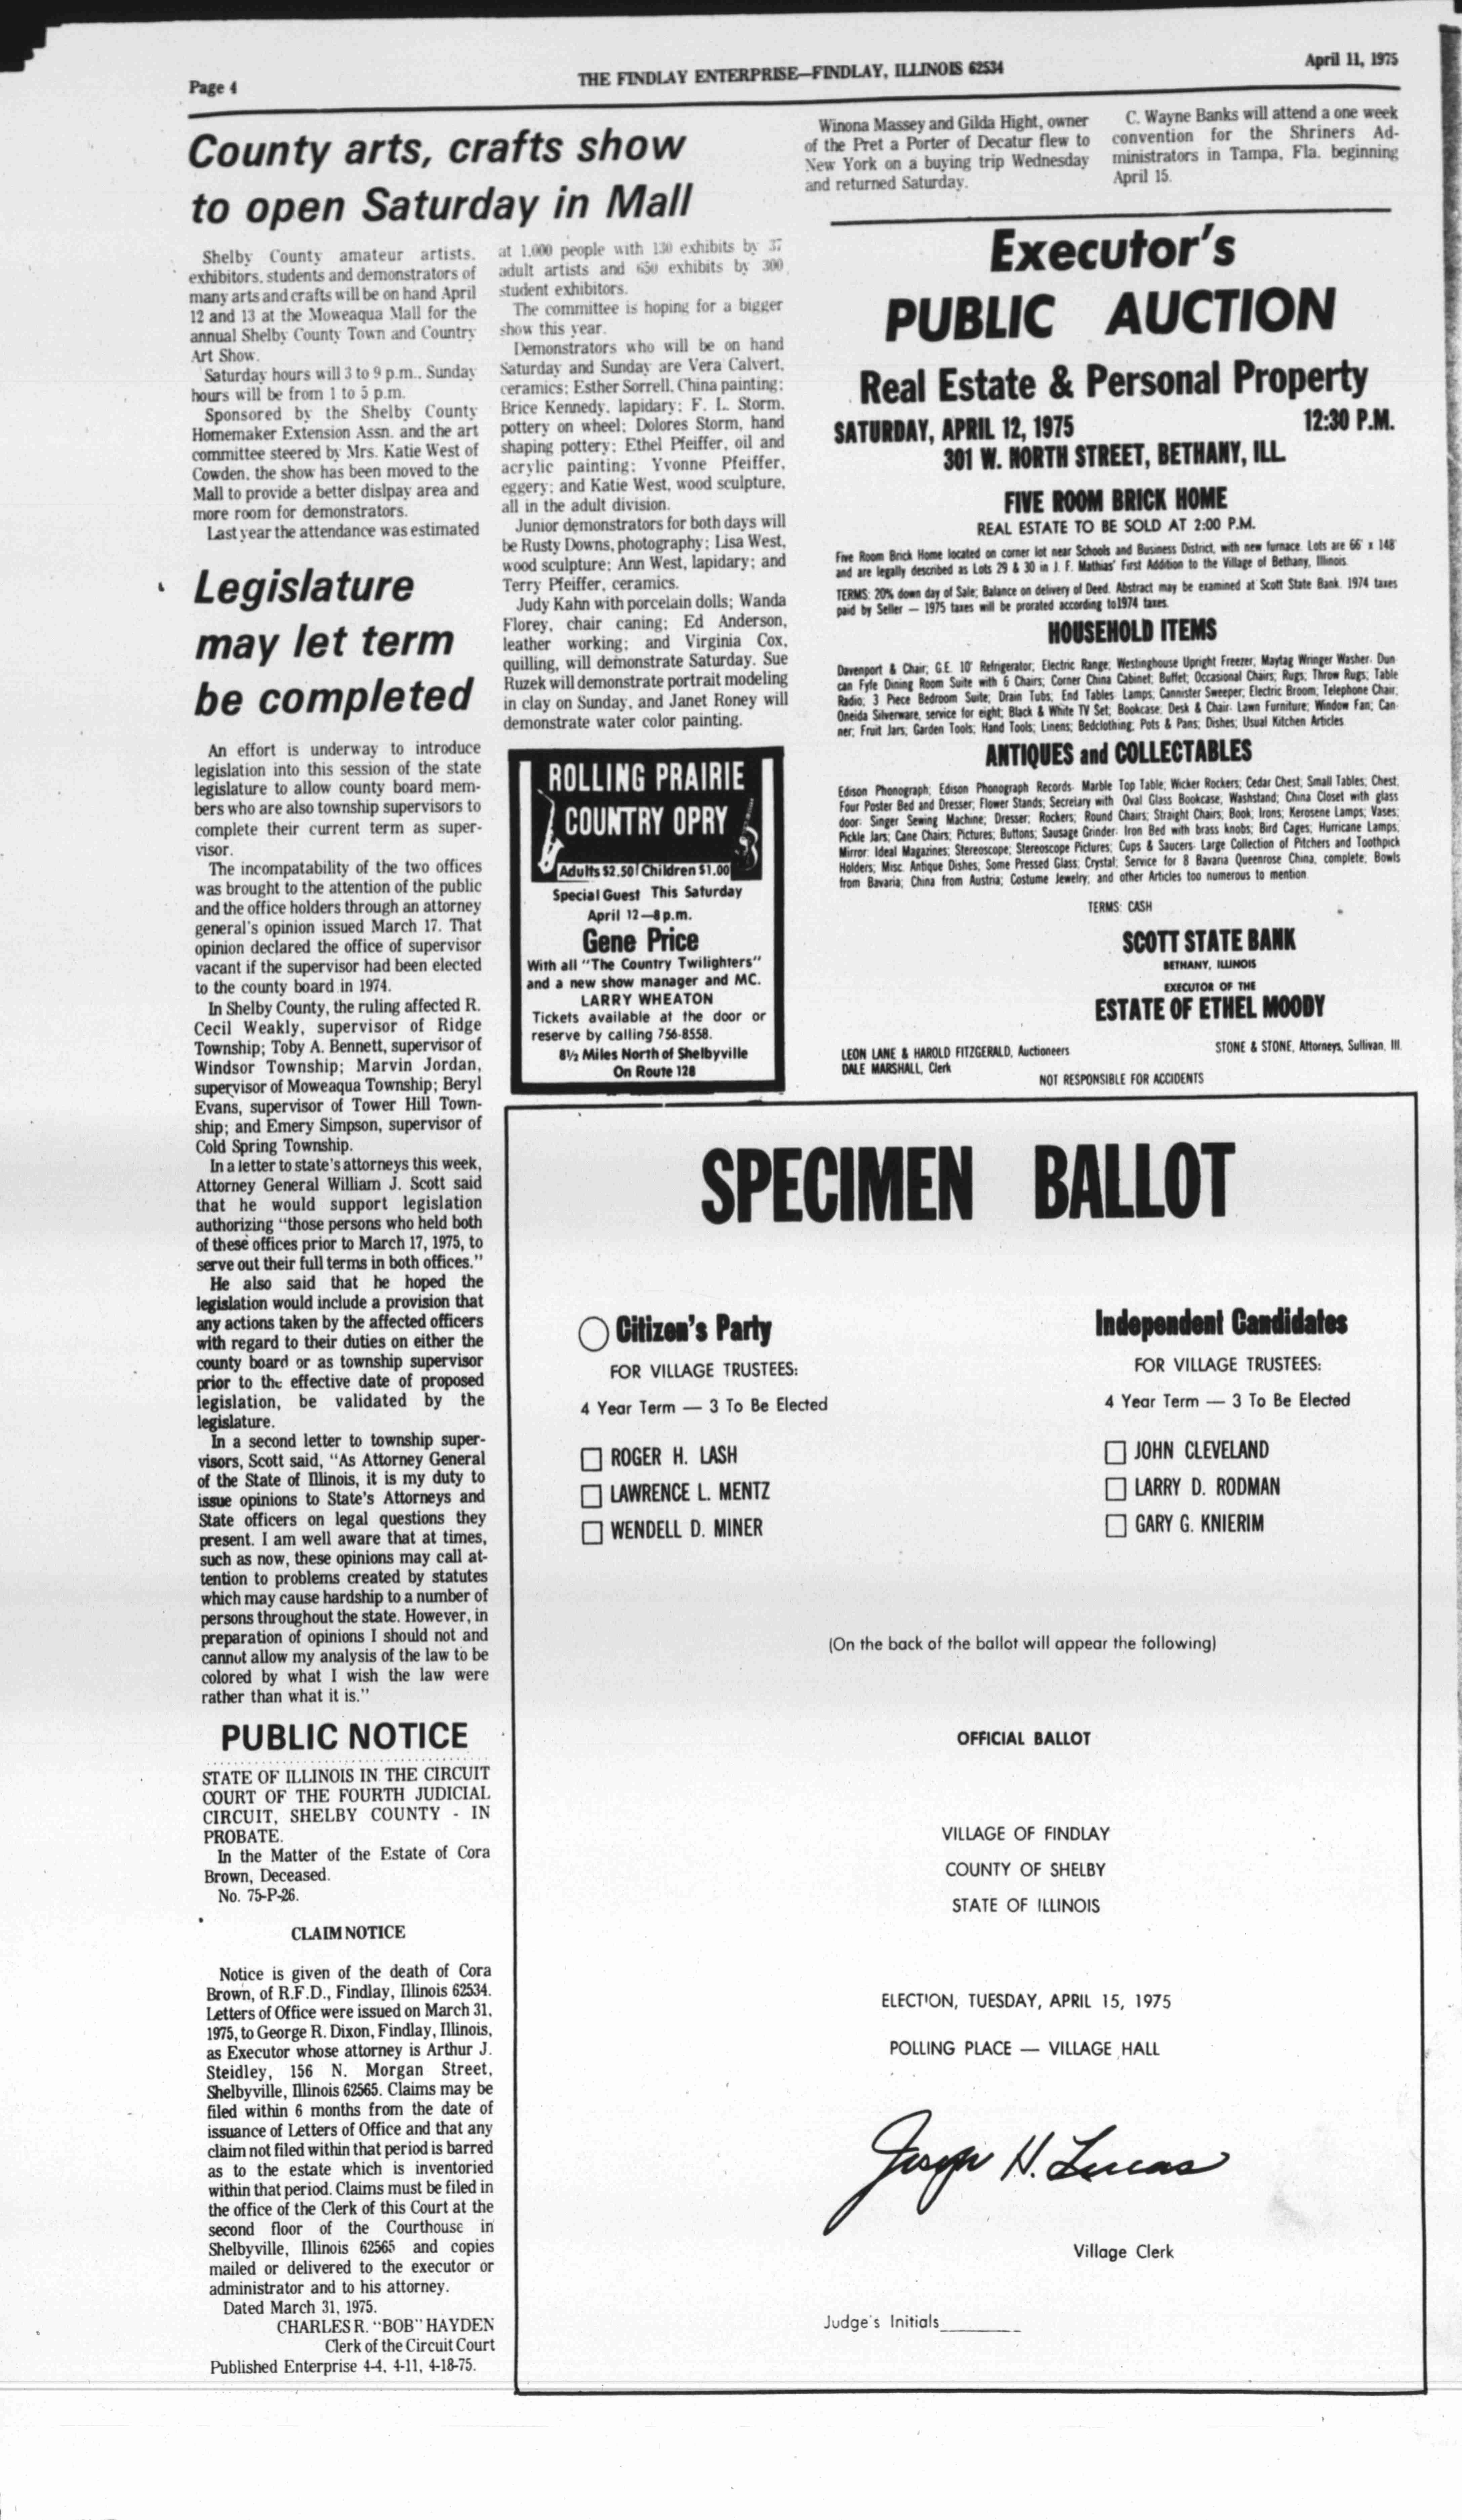 Page 4
THE FINDLAY ENTERPRISE—FINDLAY, ILLINOIS 62534
April 11, 1975
County arts, crafts show
to open Saturday in Mall
Shelby County amateur artists,
exhibitors, students and demonstrators of
many arts and crafts will be on hand April
12 and 13 at the Moweaqua Mall for the
annual Shelby County Town and Country
Art Show.
Saturday hours will 3 to 9 p.m., Sunday
hours will be from 1 to 5 p.m.
Sponsored by the Shelby County
Homemaker Extension Assn. and the art
committee steered by Mrs. Katie West of
Cowden, the show has been moved to the
Mall to provide a better dislpay area and
more room for demonstrators.
Last year the attendance was estimated
at 1,000 people with 130 exhibits by 37
adult artists and 650 exhibits by 300
student exhibitors.
The committee is hoping for a bigger
show this year.
Demonstrators who will be on hand
Saturday and Sunday are Vera Calvert,
ceramics; Esther Sorrell, China painting;
Brice Kennedy, lapidary; F. L. Storm,
pottery on wheel; Dolores Storm, hand
shaping pottery; Ethel Pfeiffer, oil and
acrylic painting; Yvonne Pfeiffer,
eggery; and Katie West, wood sculpture,
all in the adult division.
Junior demonstrators for both days will
be Rusty Downs, photography; Lisa West,
wood sculpture; Ann West, lapidary; and
Terry Pfeiffer, ceramics.
Judy Kahn with porcelain dolls; Wanda
Florey, chair caning; Ed Anderson,
leather working; and Virginia Cox,
quilling, will demonstrate Saturday. Sue
Ruzek will demonstrate portrait modeling
in clay on Sunday, and Janet Roney will
demonstrate water color painting.
Legislature
may let term
be completed
An effort is underway to introduce
legislation into this session of the state
legislature to allow county board mem-
bers who are also township supervisors to
complete their current term as super-
visor.
The incompatability of the two offices
was brought to the attention of the public
and the office holders through an attorney
general's opinion issued March 17. That
opinion declared the office of supervisor
vacant if the supervisor had been elected
to the county board in 1974.
In Shelby County, the ruling affected R.
Cecil Weakly, supervisor of Ridge
Township; Toby A. Bennett, supervisor of
Windsor Township; Marvin Jordan,
supervisor of Moweaqua Township; Beryl
Evans, supervisor of Tower Hill Town-
ship; and Emery Simpson, supervisor of
Cold Spring Township.
In a letter to state's attorneys this week,
Attorney General William J. Scott said
that he would support legislation
authorizing "those persons who held both
of these offices prior to March 17, 1975, to
serve out their full terms in both offices."
He also said that he hoped the
legislation would include a provision that
any actions taken by the affected officers
with regard to their duties on either the
county board or as township supervisor
prior to the effective date of proposed
legislation, be validated by the
legislature.
In a second letter to township super-
visors, Scott said, "As Attorney General
of the State of Illinois, it is my duty to
issue opinions to State's Attorneys and
State officers on legal questions they
present. I am well aware that at times,
such as now, these opinions may call at-
tention to problems created by statutes
which may cause hardship to a number of
persons throughout the state. However, in
preparation of opinions I should not and
cannot allow my analysis of the law to be
colored by what I wish the law were
rather than what it is."
PUBLIC NOTICE
STATE OF ILLINOIS IN THE CIRCUIT
COURT OF THE FOURTH JUDICIAL
CIRCUIT, SHELBY COUNTY - IN
PROBATE.
In the Matter of the Estate of Cora
Brown, Deceased.
No. 75-P-26.
CLAIM NOTICE
Notice is given of the death of Cora
Brown, of R.F.D., Findlay, Illinois 62534.
Letters of Office were issued on March 31,
1975, to George R. Dixon, Findlay, Illinois,
as Executor whose attorney is Arthur J.
Steidley, 156 N. Morgan Street,
Shelbyville, Illinois 62565. Claims may be
filed within 6 months from the date of
issuance of Letters of Office and that any
claim not filed within that period is barred
as to the estate which is inventoried
within that period. Claims must be filed in
the office of the Clerk of this Court at the
second floor of the Courthouse in
Shelbyville, Illinois 62565 and copies
mailed or delivered to the executor or
administrator and to his attorney.
Dated March 31, 1975.
CHARLES R. "BOB" HAYDEN
Clerk of the Circuit Court
Published Enterprise 4-4, 4-11, 4-18-75.
ROLLING PRAIRIE
COUNTRY OPRY
Adults $2.50 Children $1.00
Special Guest This Saturday
April 12—8 p.m.
Gene Price
With all "The Country Twilighters"
and a new show manager and MC.
LARRY WHEATON
Tickets available at the door or
reserve by calling 756-8558.
8½ Miles North of Shelbyville
On Route 128
Winona Massey and Gilda Hight, owner
of the Pret a Porter of Decatur flew to
New York on a buying trip Wednesday
and returned Saturday.
C. Wayne Banks will attend a one week
convention for the Shriners Ad-
ministrators in Tampa, Fla. beginning
April 15.
Executor's
PUBLIC AUCTION
Real Estate & Personal Property
SATURDAY, APRIL 12, 1975 12:30 P.M.
301 W. NORTH STREET, BETHANY, ILL.
FIVE ROOM BRICK HOME
REAL ESTATE TO BE SOLD AT 2:00 P.M.
Five Room Brick Home located on corner lot near Schools and Business District, with new furnace. Lots are 66' x 148'
and are legally described as Lots 29 & 30 in J. F. Mathias' First Addition to the Village of Bethany, Illinois.
TERMS: 20% down day of Sale; Balance on delivery of Deed. Abstract may be examined at Scott State Bank. 1974 taxes
paid by Seller — 1975 taxes will be prorated according to1974 taxes.
HOUSEHOLD ITEMS
Davenport & Chair; G.E. 10' Refrigerator; Electric Range; Westinghouse Upright Freezer; Maytag Wringer Washer; Dun-
can Fyfe Dining Room Suite with 6 Chairs; Corner China Cabinet; Buffet; Occasional Chairs; Rugs; Throw Rugs; Table
Radio; 3 Piece Bedroom Suite; Drain Tubs; End Tables; Lamps; Cannister Sweeper; Electric Broom; Telephone Chair;
Oneida Silverware, service for eight; Black & White TV Set; Bookcase; Desk & Chair; Lawn Furniture; Window Fan; Can-
ner; Fruit Jars; Garden Tools; Hand Tools; Linens; Bedclothing; Pots & Pans; Dishes; Usual Kitchen Articles.
ANTIQUES and COLLECTABLES
Edison Phonograph; Edison Phonograph Records; Marble Top Table; Wicker Rockers; Cedar Chest; Small Tables; Chest;
Four Poster Bed and Dresser; Flower Stands; Secretary with Oval Glass Bookcase; Washstand; China Closet with glass
door; Singer Sewing Machine; Dresser; Rockers; Round Chairs; Straight Chairs; Book; Irons; Kerosene Lamps; Vases;
Pickle Jars; Cane Chairs; Pictures; Buttons; Sausage Grinder; Iron Bed with brass knobs; Bird Cages; Hurricane Lamps;
Mirror; Ideal Magazines; Stereoscope; Stereoscope Pictures; Cups & Saucers; Large Collection of Pitchers and Toothpick
Holders; Misc. Antique Dishes; Some Pressed Glass; Crystal; Service for 8 Bavaria Queenrose China, complete; Bowls
from Bavaria; China from Austria; Costume Jewelry; and other Articles too numerous to mention.
TERMS: CASH
SCOTT STATE BANK
BETHANY, ILLINOIS
EXECUTOR OF THE
ESTATE OF ETHEL MOODY
LEON LANE & HAROLD FITZGERALD, Auctioneers
DALE MARSHALL, Clerk
STONE & STONE, Attorneys, Sullivan, Ill.
NOT RESPONSIBLE FOR ACCIDENTS
SPECIMEN BALLOT
Citizen's Party
FOR VILLAGE TRUSTEES:
4 Year Term — 3 To Be Elected
ROGER H. LASH
LAWRENCE L. MENTZ
WENDELL D. MINER
Independent Candidates
FOR VILLAGE TRUSTEES:
4 Year Term — 3 To Be Elected
JOHN CLEVELAND
LARRY D. RODMAN
GARY G. KNIERIM
(On the back of the ballot will appear the following)
OFFICIAL BALLOT
VILLAGE OF FINDLAY
COUNTY OF SHELBY
STATE OF ILLINOIS
ELECTION, TUESDAY, APRIL 15, 1975
POLLING PLACE — VILLAGE HALL
Joseph H. Lucas
Village Clerk
Judge's Initials